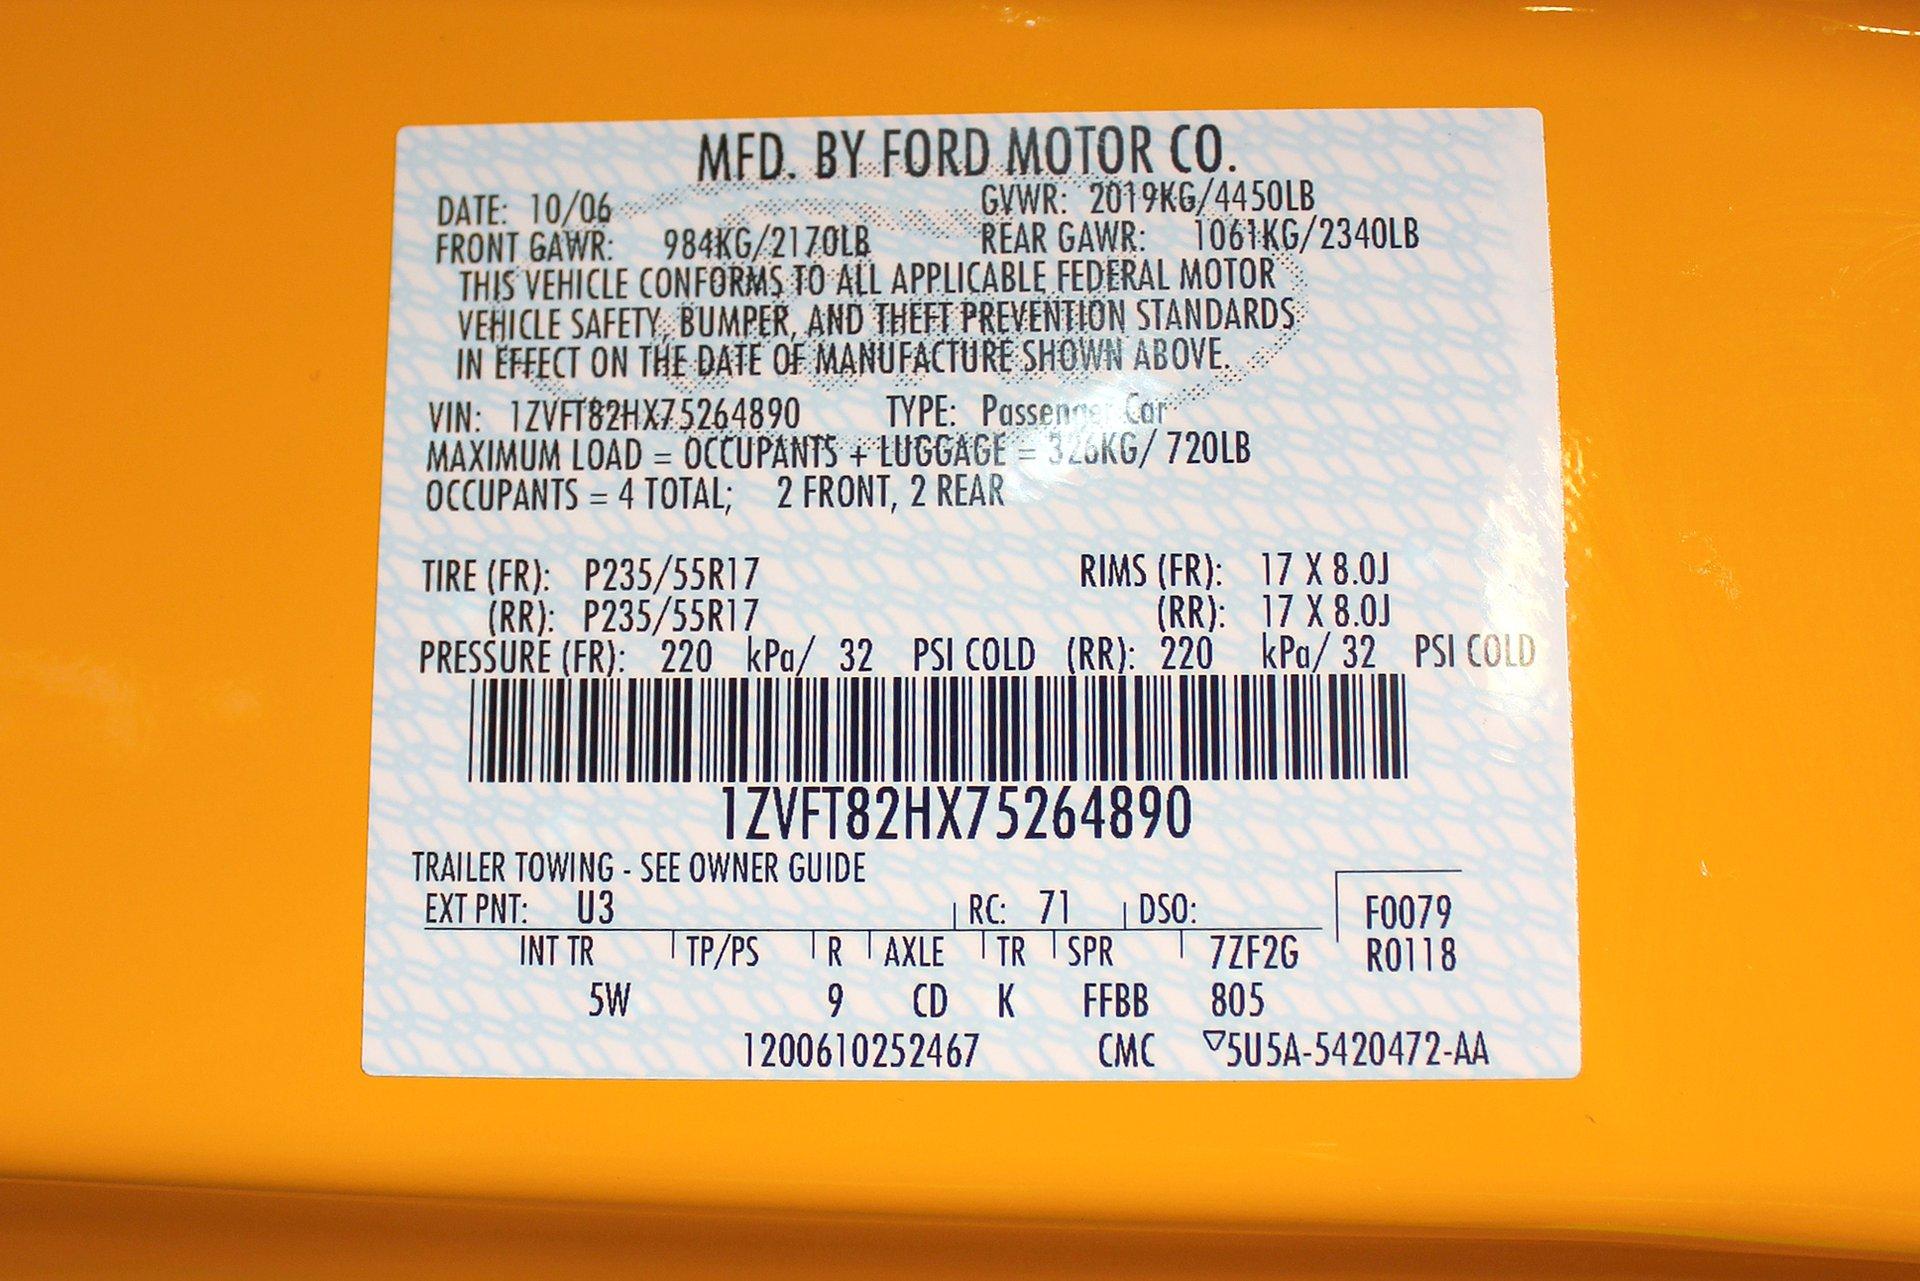 MFD. BY FORD MOTOR CO.
DATE: 10/06 GVWR: 2019KG/4450LB
FRONT GAWR: 984KG/2170LB REAR GAWR: 1061KG/2340LB
THIS VEHICLE CONFORMS TO ALL APPLICABLE FEDERAL MOTOR
VEHICLE SAFETY, BUMPER, AND THEFT PREVENTION STANDARDS
IN EFFECT ON THE DATE OF MANUFACTURE SHOWN ABOVE.
VIN: 1ZVFT82HX75264890 TYPE: Passenger Car
MAXIMUM LOAD = OCCUPANTS + LUGGAGE = 326KG/ 720LB
OCCUPANTS = 4 TOTAL; 2 FRONT, 2 REAR
TIRE (FR): P235/55R17 RIMS (FR): 17 X 8.0J
(RR): P235/55R17 (RR): 17 X 8.0J
PRESSURE (FR): 220 kPa/ 32 PSI COLD (RR): 220 kPa/ 32 PSI COLD
1ZVFT82HX75264890
TRAILER TOWING - SEE OWNER GUIDE
EXT PNT: U3 RC: 71 DSO: F0079
INT TR TP/PS R AXLE TR SPR 7ZF2G R0118
5W 9 CD K FFBB 805
1200610252467 CMC ▽5U5A-5420472-AA